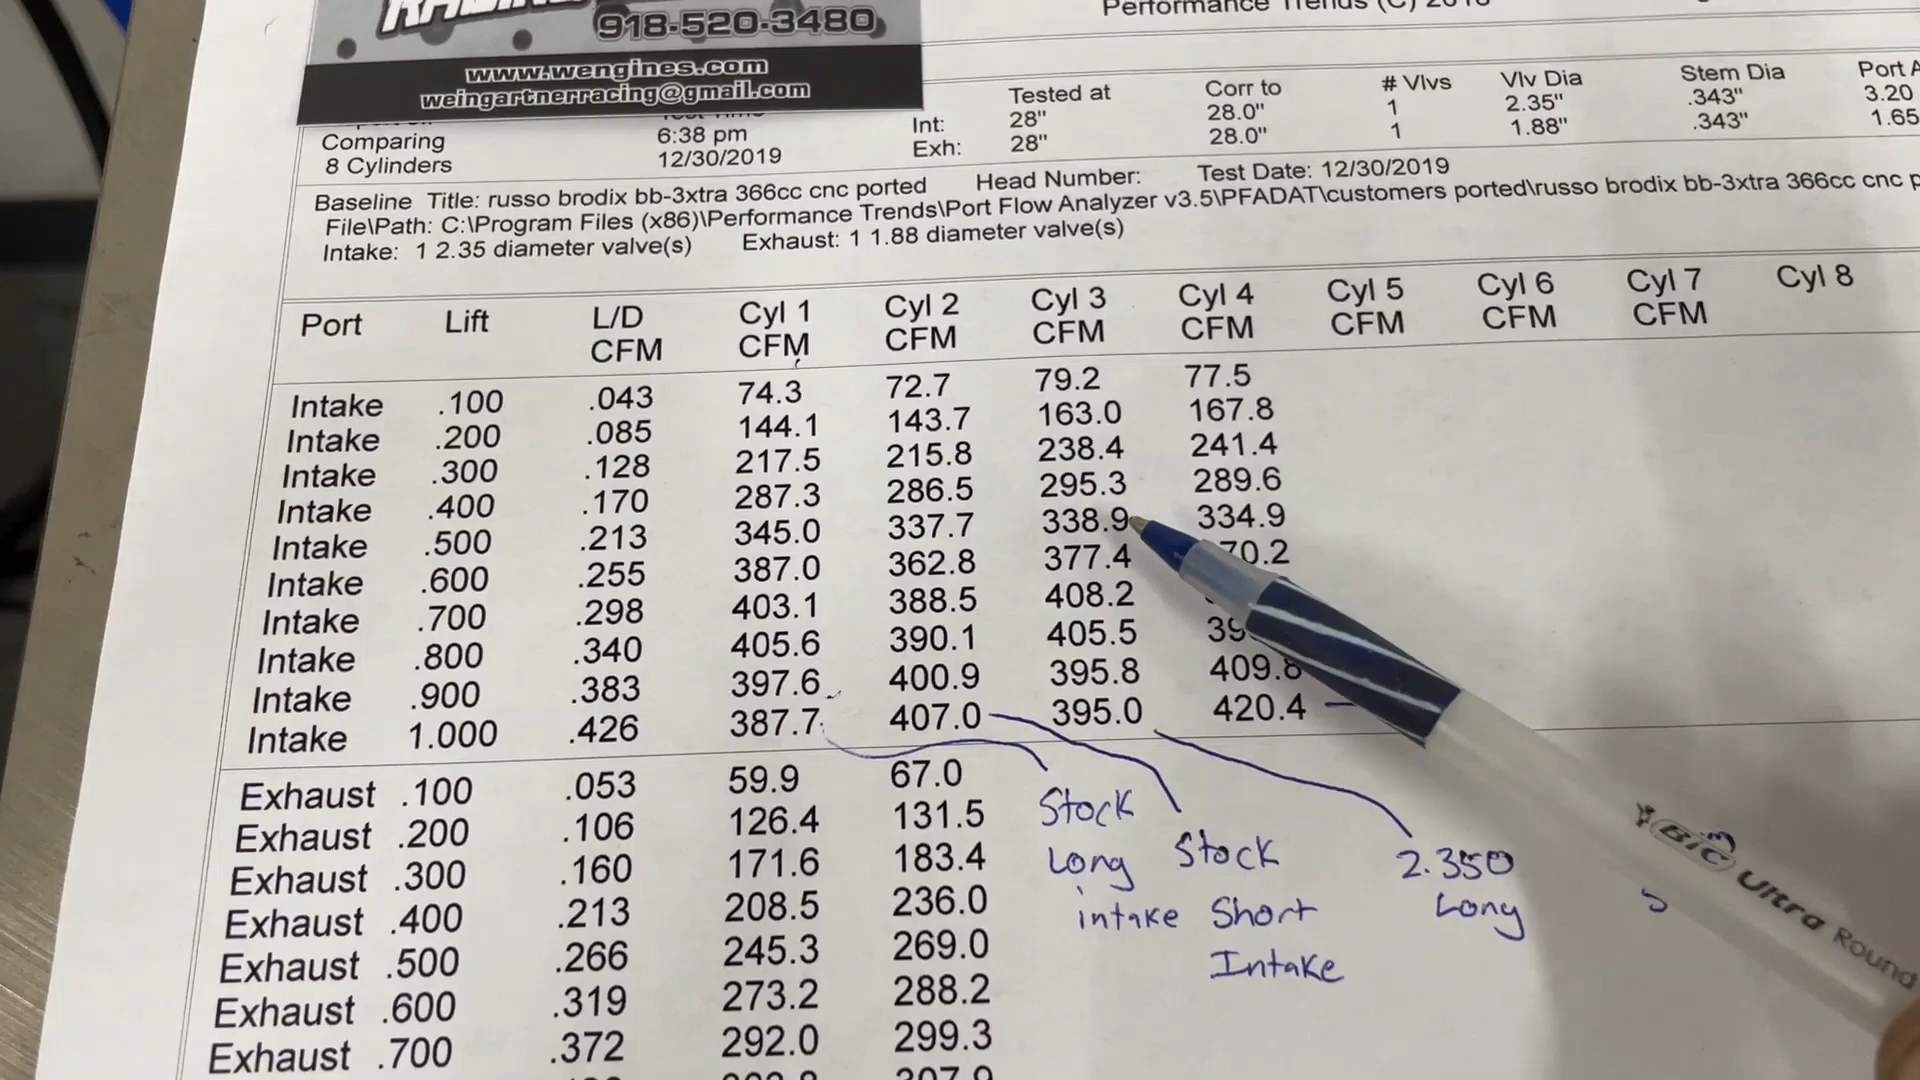 RACING
918-520-3480
www.wengines.com
weingartnerracing@gmail.com
Performance Trends (C)
Comparing 6:38 pm
8 Cylinders 12/30/2019
Tested at Corr to # Vlvs Vlv Dia Stem Dia Port A
Int: 28" 28.0" 1 2.35" .343" 3.20
Exh: 28" 28.0" 1 1.88" .343" 1.65
Baseline Title: russo brodix bb-3xtra 366cc cnc ported Head Number: Test Date: 12/30/2019
File\Path: C:\Program Files (x86)\Performance Trends\Port Flow Analyzer v3.5\PFADAT\customers ported\russo brodix bb-3xtra 366cc cnc p
Intake: 1 2.35 diameter valve(s) Exhaust: 1 1.88 diameter valve(s)
Port Lift L/D Cyl 1 Cyl 2 Cyl 3 Cyl 4 Cyl 5 Cyl 6 Cyl 7 Cyl 8
CFM CFM CFM CFM CFM CFM CFM CFM
Intake .100 .043 74.3 72.7 79.2 77.5
Intake .200 .085 144.1 143.7 163.0 167.8
Intake .300 .128 217.5 215.8 238.4 241.4
Intake .400 .170 287.3 286.5 295.3 289.6
Intake .500 .213 345.0 337.7 338.9 334.9
Intake .600 .255 387.0 362.8 377.4 70.2
Intake .700 .298 403.1 388.5 408.2
Intake .800 .340 405.6 390.1 405.5 39
Intake .900 .383 397.6 400.9 395.8 409.8
Intake 1.000 .426 387.7 407.0 395.0 420.4
Exhaust .100 .053 59.9 67.0
Exhaust .200 .106 126.4 131.5
Exhaust .300 .160 171.6 183.4
Exhaust .400 .213 208.5 236.0
Exhaust .500 .266 245.3 269.0
Exhaust .600 .319 273.2 288.2
Exhaust .700 .372 292.0 299.3
307.9
Stock
Long
intake
Stock
Short
Intake
2.350
Long
BIC Ultra Round